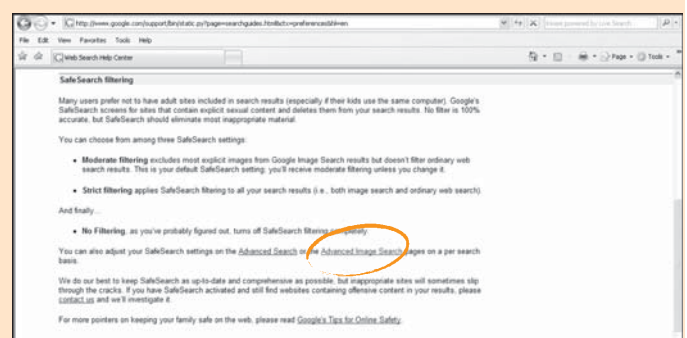 http://www.google.com/support/bin/static.py?page=searchguides.html&ctx=preferences&hl=en
File Edit View Favorites Tools Help
Web Search Help Center
Page Tools
SafeSearch filtering
Many users prefer not to have adult sites included in search results (especially if their kids use the same computer). Google's
SafeSearch screens for sites that contain explicit sexual content and deletes them from your search results. No filter is 100%
accurate, but SafeSearch should eliminate most inappropriate material.
You can choose from among three SafeSearch settings:
• Moderate filtering excludes most explicit images from Google Image Search results but doesn't filter ordinary web
search results. This is your default SafeSearch setting; you'll receive moderate filtering unless you change it.
• Strict filtering applies SafeSearch filtering to all your search results (i.e., both image search and ordinary web search).
And finally...
• No Filtering, as you've probably figured out, turns off SafeSearch filtering completely.
You can also adjust your SafeSearch settings on the Advanced Search or the Advanced Image Search pages on a per search
basis.
We do our best to keep SafeSearch as up-to-date and comprehensive as possible, but inappropriate sites will sometimes slip
through the cracks. If you have SafeSearch activated and still find websites containing offensive content in your results, please
contact us and we'll investigate it.
For more pointers on keeping your family safe on the web, please read Google's Tips for Online Safety.